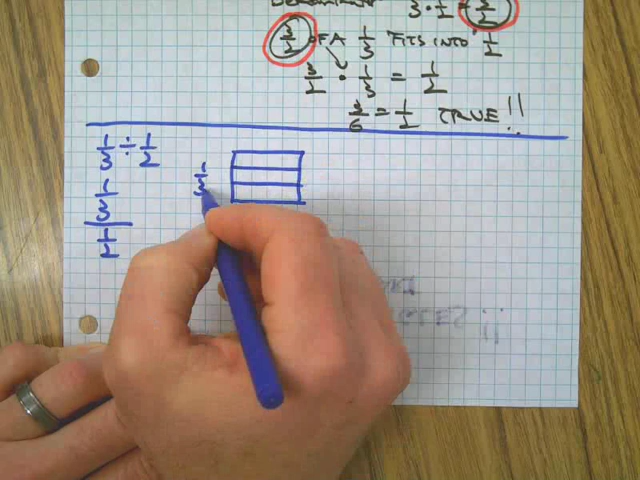 3 · 1/2 = 3/2
3/2 OF A 1/3 FITS INTO 1/2
3/2 · 1/3 = 1/2
3/6 = 1/2 TRUE!!
1/3 ÷ 1/2
1/3
1/2
1/3